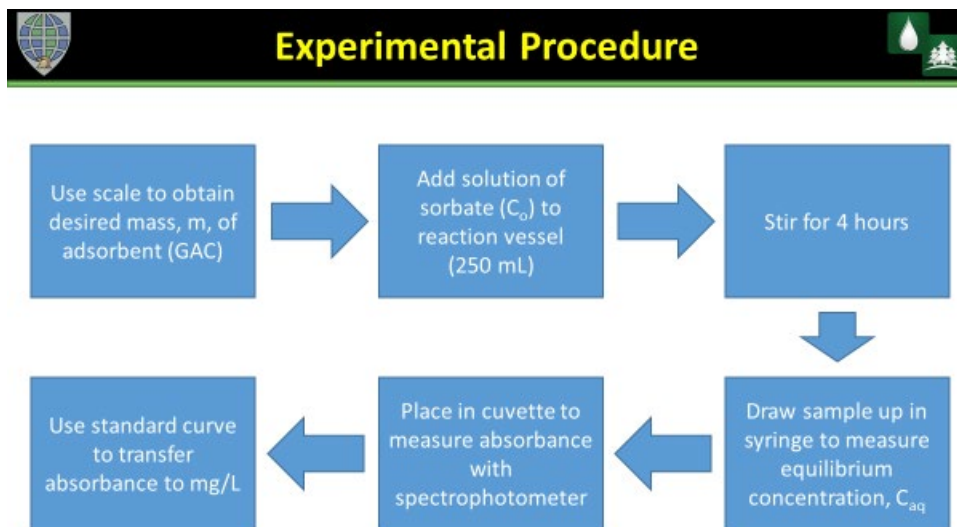 Experimental Procedure
Use scale to obtain
desired mass, m, of
adsorbent (GAC)
Add solution of
sorbate (Cₒ) to
reaction vessel
(250 mL)
Stir for 4 hours
Draw sample up in
syringe to measure
equilibrium
concentration, Cₐq
Place in cuvette to
measure absorbance
with
spectrophotometer
Use standard curve
to transfer
absorbance to mg/L